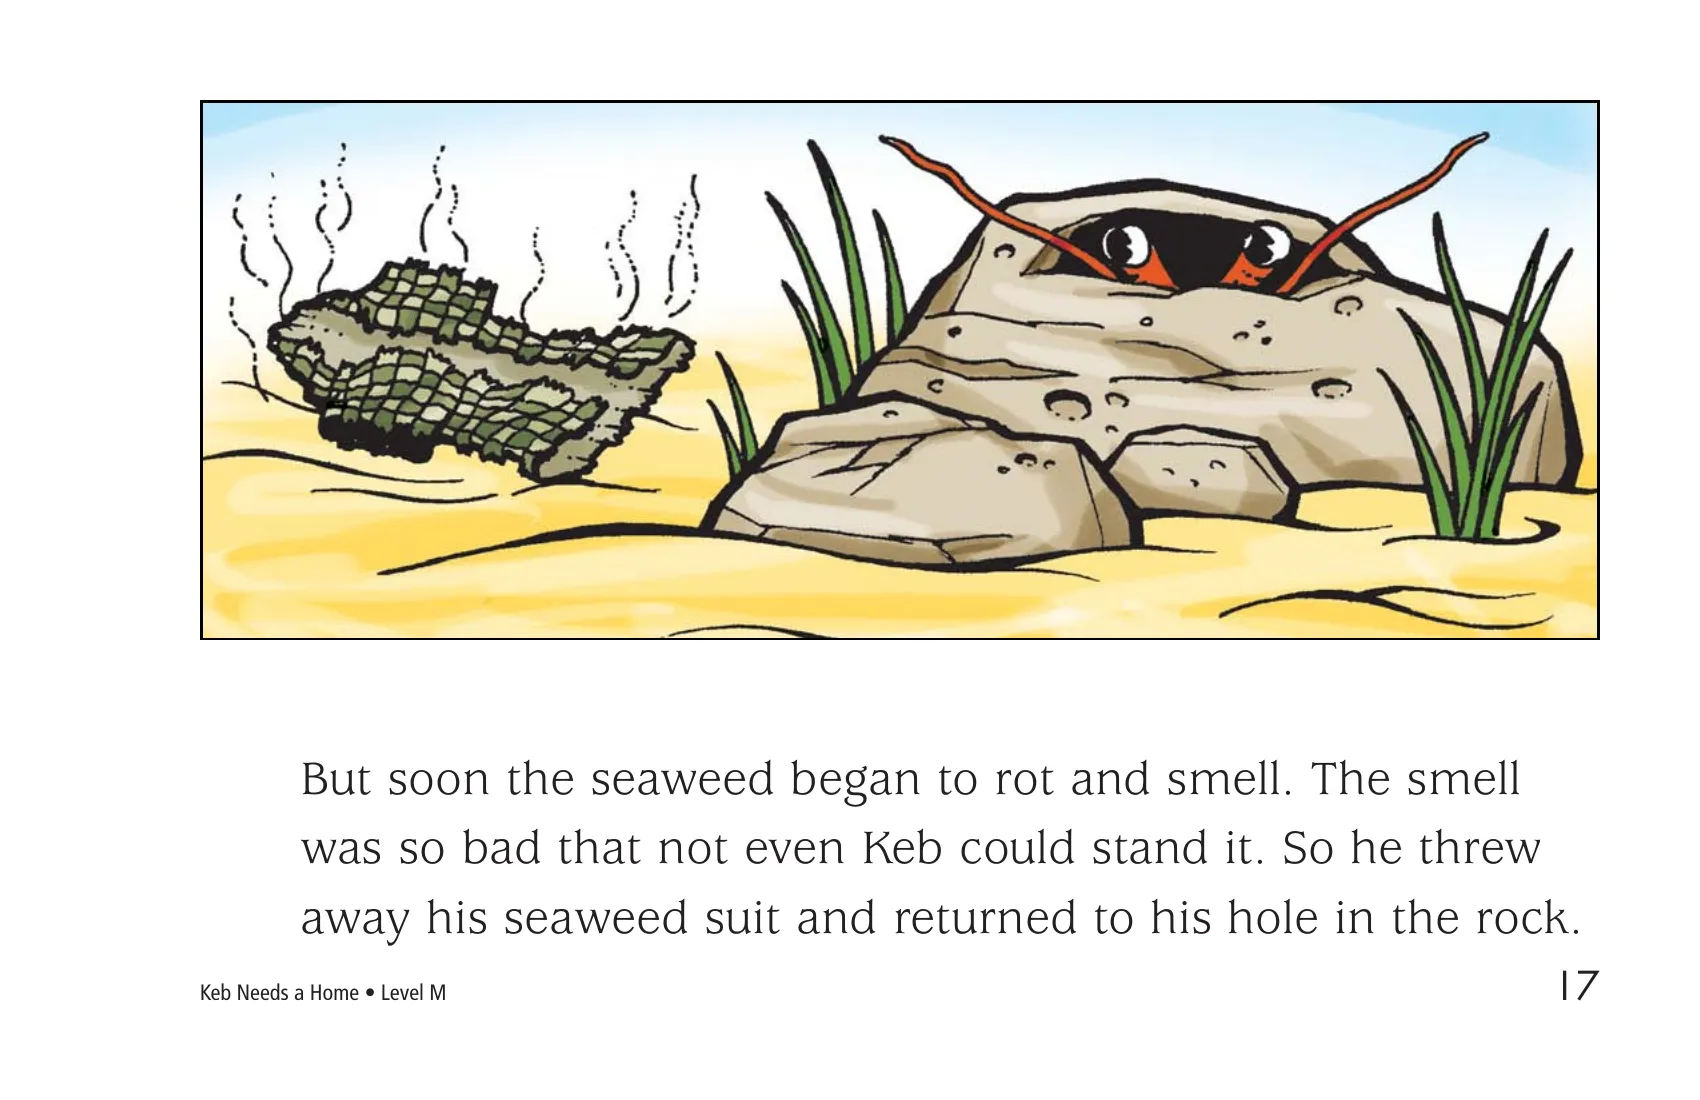 But soon the seaweed began to rot and smell. The smell
was so bad that not even Keb could stand it. So he threw
away his seaweed suit and returned to his hole in the rock.
Keb Needs a Home • Level M
17